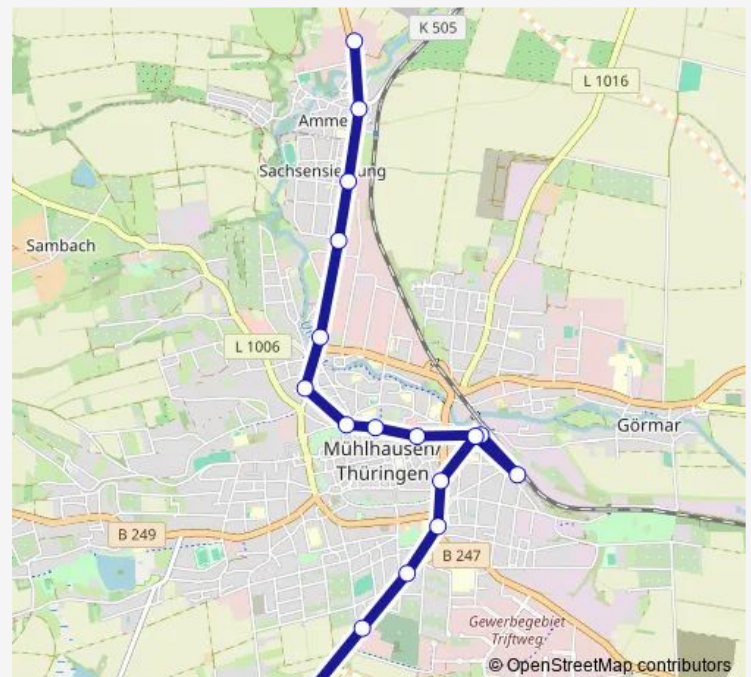 K 505
L 1016
Amme
Sachsensie
ung
Sambach
L 1006
Görmar
Mühlhausen/
Thüringen
B 249
B 247
Gewerbegebiet
Triftweg
© OpenStreetMap contributors